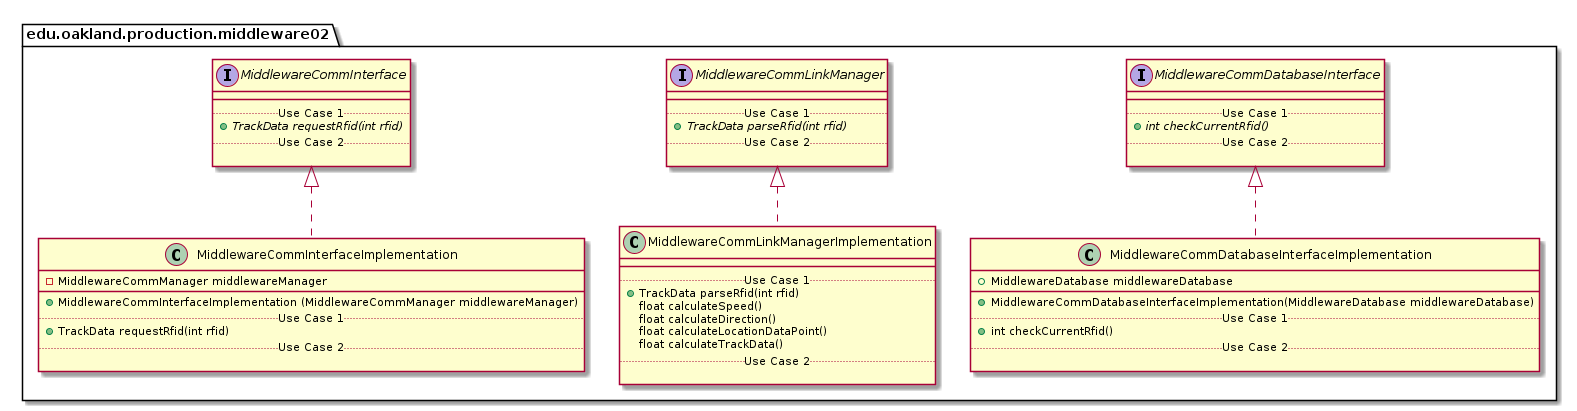 edu.oakland.production.middleware02
I MiddlewareCommInterface
Use Case 1
TrackData requestRfid(int rfid)
Use Case 2
I MiddlewareCommLinkManager
Use Case 1
TrackData parseRfid(int rfid)
Use Case 2
I MiddlewareCommDatabaseInterface
Use Case 1
int checkCurrentRfid()
Use Case 2
C MiddlewareCommInterfaceImplementation
MiddlewareCommManager middlewareManager
MiddlewareCommInterfaceImplementation (MiddlewareCommManager middlewareManager)
Use Case 1
TrackData requestRfid(int rfid)
Use Case 2
C MiddlewareCommLinkManagerImplementation
Use Case 1
TrackData parseRfid(int rfid)
float calculateSpeed()
float calculateDirection()
float calculateLocationDataPoint()
float calculateTrackData()
Use Case 2
C MiddlewareCommDatabaseInterfaceImplementation
MiddlewareDatabase middlewareDatabase
MiddlewareCommDatabaseInterfaceImplementation(MiddlewareDatabase middlewareDatabase)
Use Case 1
int checkCurrentRfid()
Use Case 2